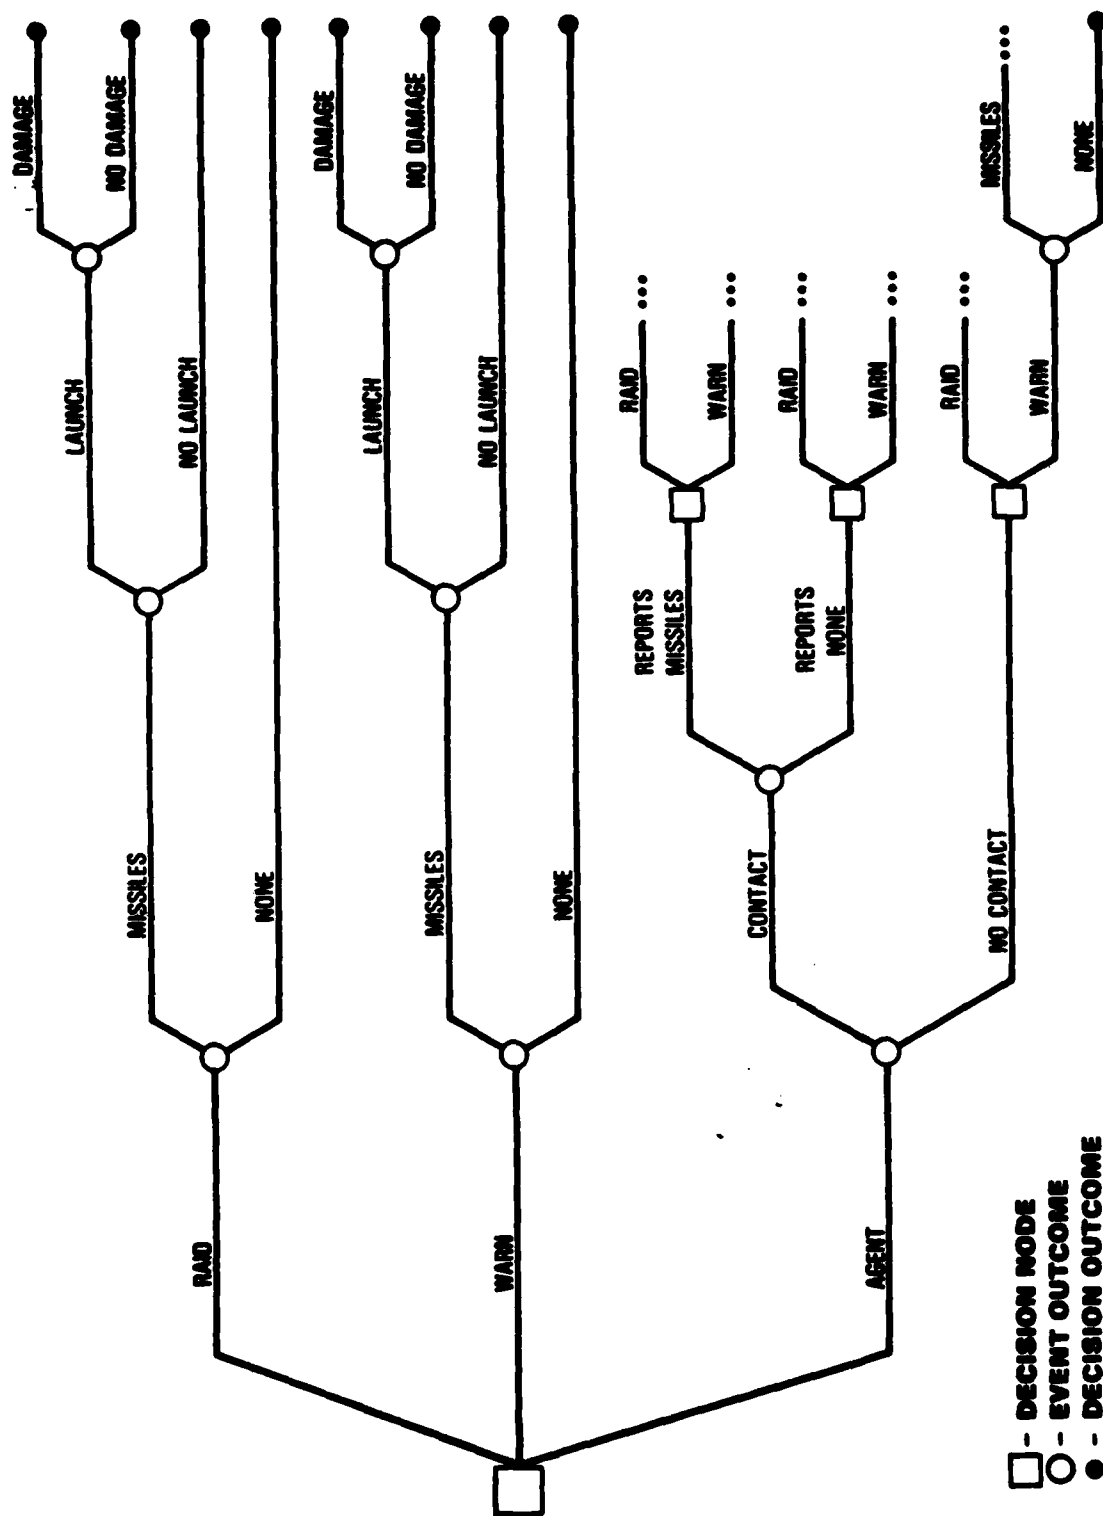 RAID
WARN
AGENT
MISSILES
NONE
MISSILES
NONE
CONTACT
NO CONTACT
LAUNCH
NO LAUNCH
LAUNCH
NO LAUNCH
REPORTS
MISSILES
REPORTS
NONE
DAMAGE
NO DAMAGE
DAMAGE
NO DAMAGE
RAID
...
WARN
...
RAID
...
WARN
...
RAID
...
WARN
MISSILES
...
NONE
□ - DECISION NODE
○ - EVENT OUTCOME
● - DECISION OUTCOME